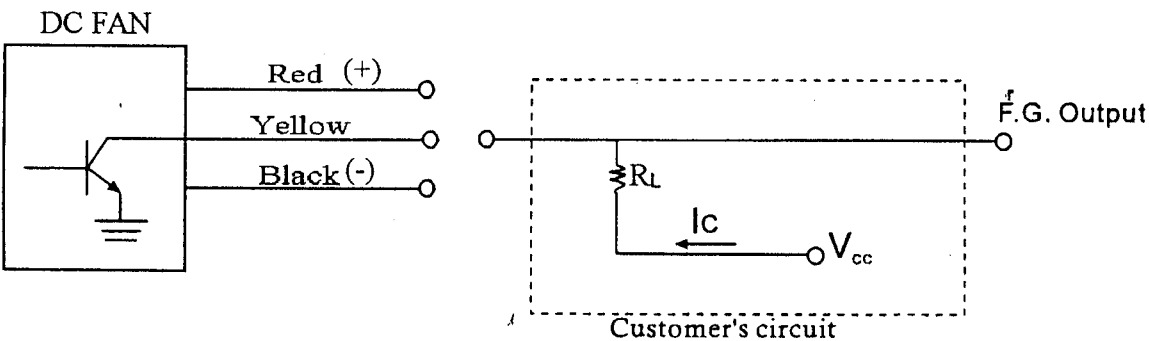 DC FAN
Red (+)
Yellow
Black (-)
F.G. Output
RL
Ic
Vcc
Customer's circuit